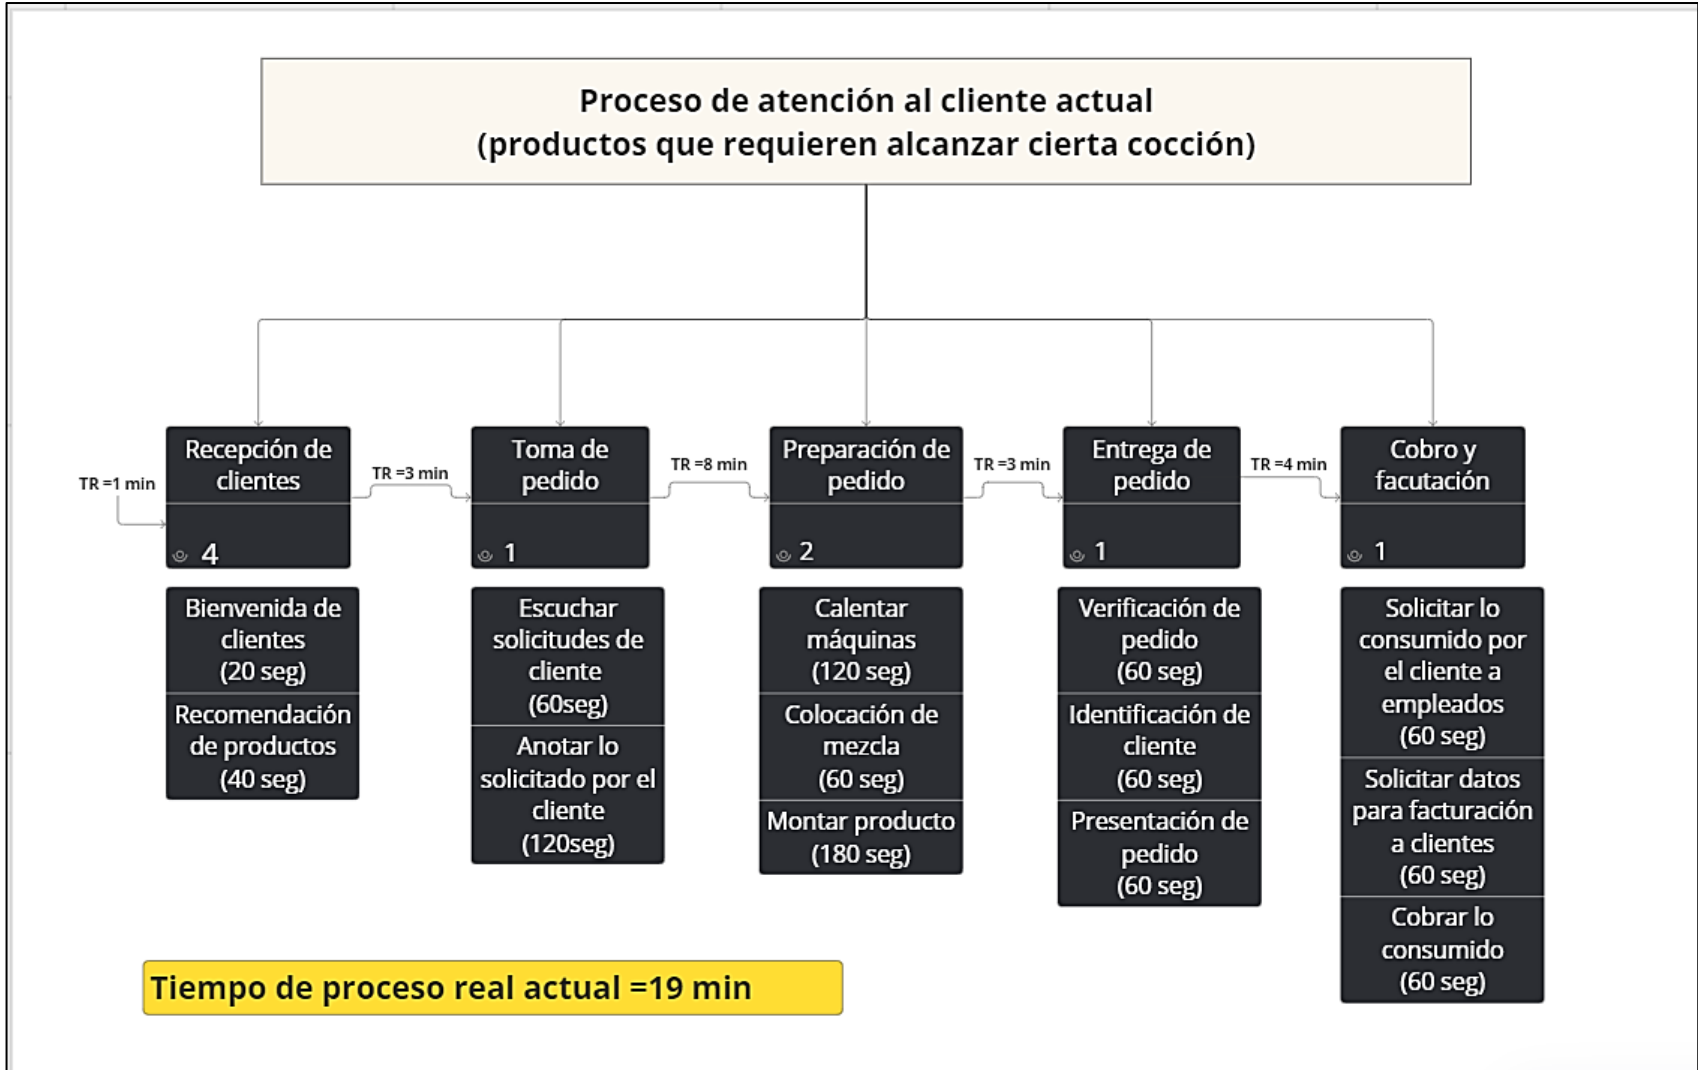 Proceso de atención al cliente actual
(productos que requieren alcanzar cierta cocción)
TR =1 min
Recepción de
clientes
4
TR =3 min
Toma de
pedido
1
TR =8 min
Preparación de
pedido
2
TR =3 min
Entrega de
pedido
1
TR =4 min
Cobro y
facutación
1
Bienvenida de
clientes
(20 seg)
Recomendación
de productos
(40 seg)
Escuchar
solicitudes de
cliente
(60seg)
Anotar lo
solicitado por el
cliente
(120seg)
Calentar
máquinas
(120 seg)
Colocación de
mezcla
(60 seg)
Montar producto
(180 seg)
Verificación de
pedido
(60 seg)
Identificación de
cliente
(60 seg)
Presentación de
pedido
(60 seg)
Solicitar lo
consumido por
el cliente a
empleados
(60 seg)
Solicitar datos
para facturación
a clientes
(60 seg)
Cobrar lo
consumido
(60 seg)
Tiempo de proceso real actual =19 min